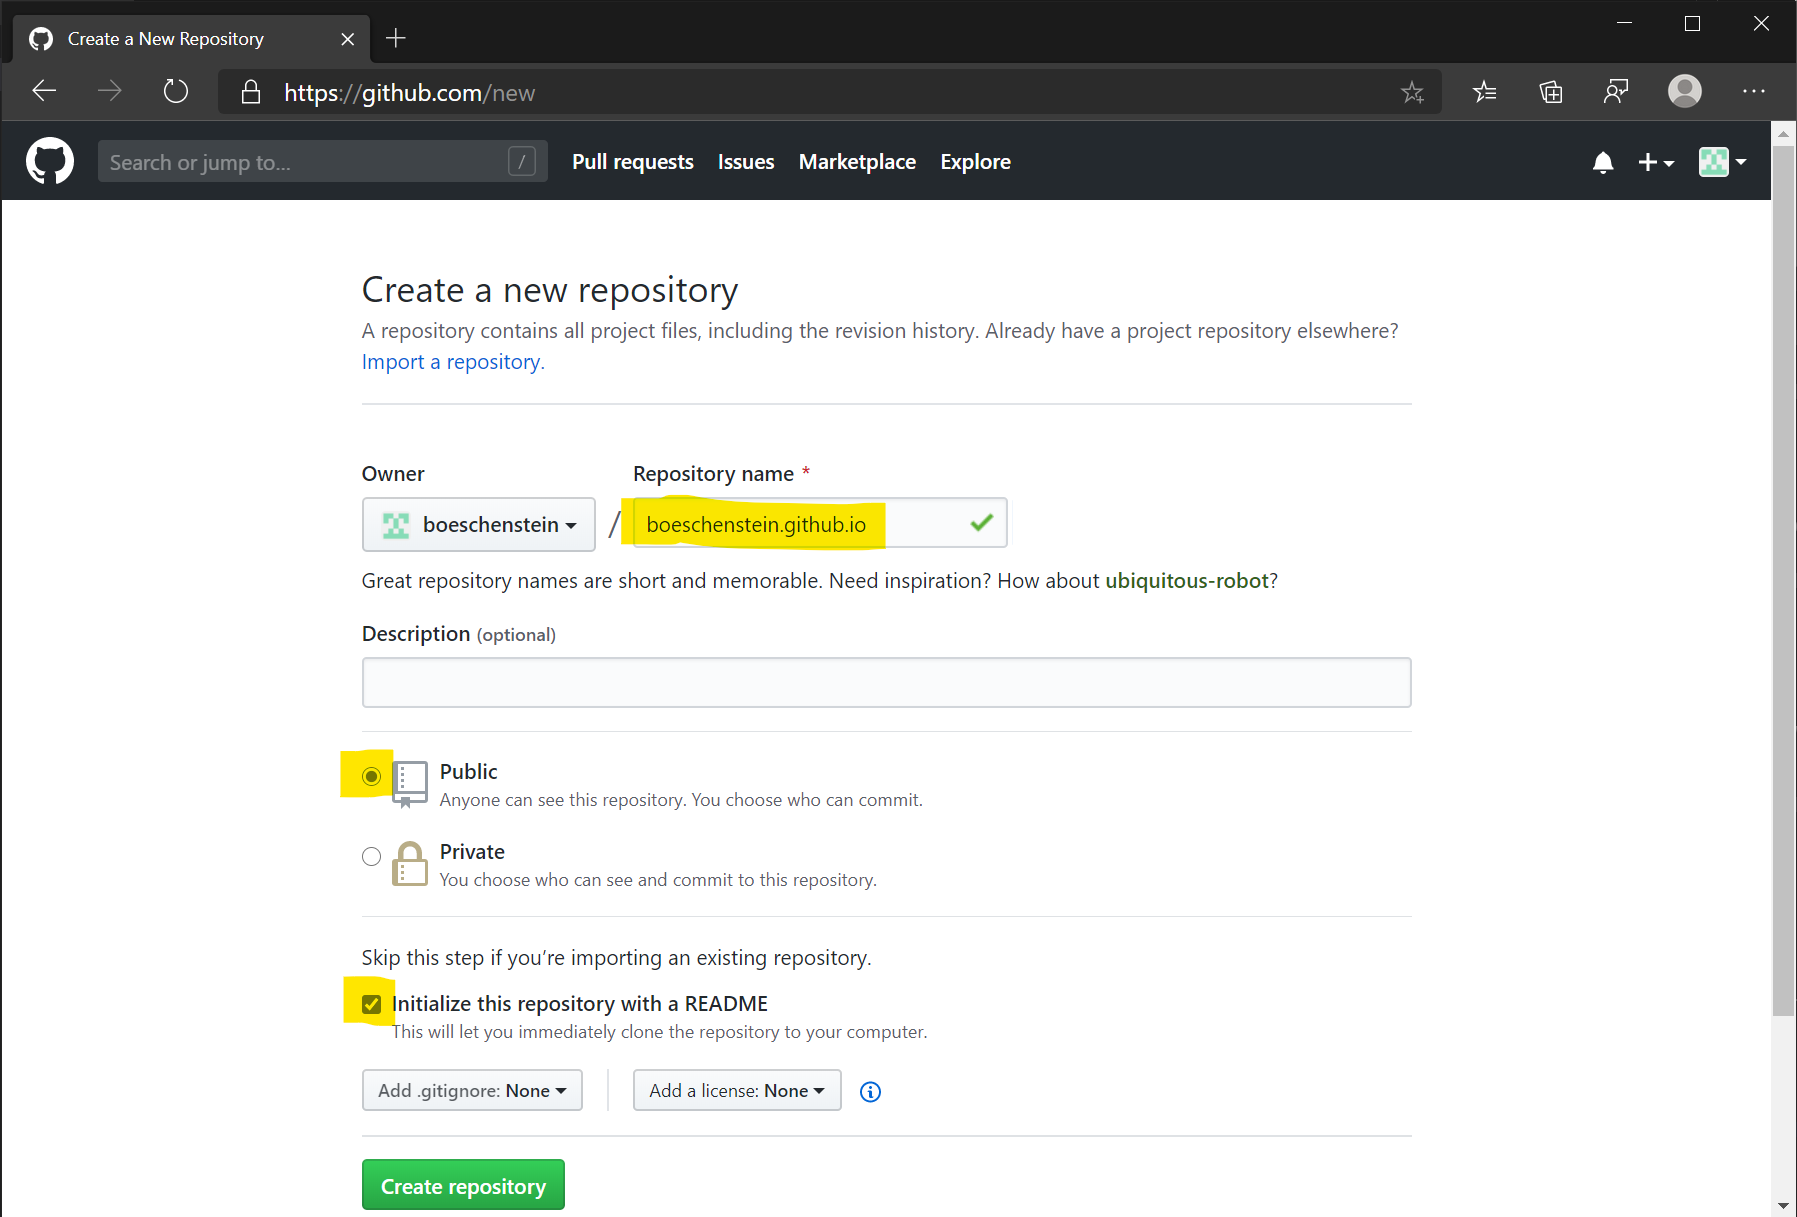 Create a New Repository
https://github.com/new
Search or jump to... /
Pull requests Issues Marketplace Explore
Create a new repository
A repository contains all project files, including the revision history. Already have a project repository elsewhere?
Import a repository.
Owner Repository name *
boeschenstein / boeschenstein.github.io
Great repository names are short and memorable. Need inspiration? How about ubiquitous-robot?
Description (optional)
Public
Anyone can see this repository. You choose who can commit.
Private
You choose who can see and commit to this repository.
Skip this step if you’re importing an existing repository.
Initialize this repository with a README
This will let you immediately clone the repository to your computer.
Add .gitignore: None Add a license: None
Create repository